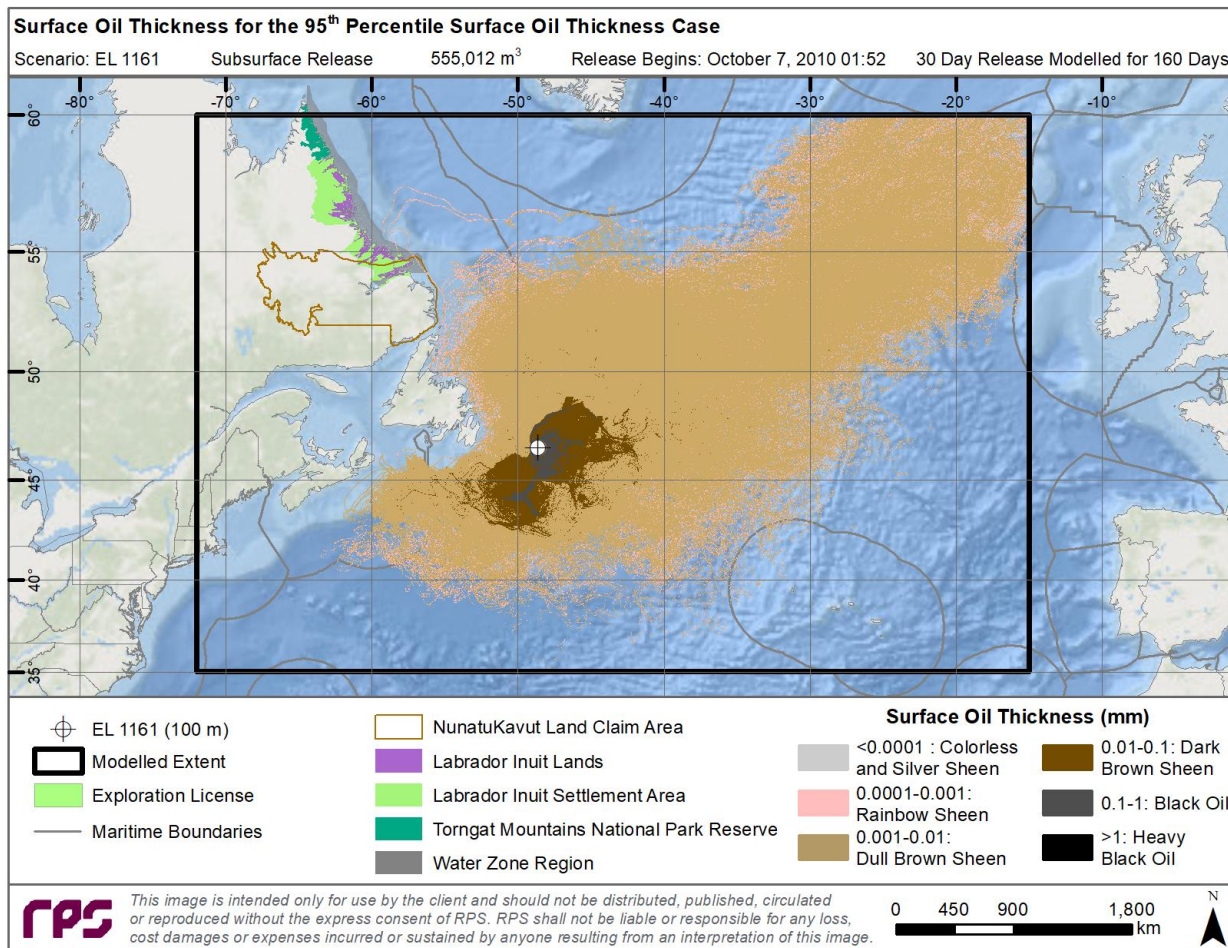 Surface Oil Thickness for the 95th Percentile Surface Oil Thickness Case
Scenario: EL 1161 Subsurface Release 555,012 m³ Release Begins: October 7, 2010 01:52 30 Day Release Modelled for 160 Days
-80° -70° -60° -50° -40° -30° -20° -10°
60°
55°
50°
45°
40°
35°
EL 1161 (100 m)
Modelled Extent
Exploration License
Maritime Boundaries
NunatuKavut Land Claim Area
Labrador Inuit Lands
Labrador Inuit Settlement Area
Torngat Mountains National Park Reserve
Water Zone Region
Surface Oil Thickness (mm)
<0.0001 : Colorless
and Silver Sheen
0.0001-0.001:
Rainbow Sheen
0.001-0.01:
Dull Brown Sheen
0.01-0.1: Dark
Brown Sheen
0.1-1: Black Oil
>1: Heavy
Black Oil
rps
This image is intended only for use by the client and should not be distributed, published, circulated
or reproduced without the express consent of RPS. RPS shall not be liable or responsible for any loss,
cost damages or expenses incurred or sustained by anyone resulting from an interpretation of this image.
0 450 900 1,800
km
N